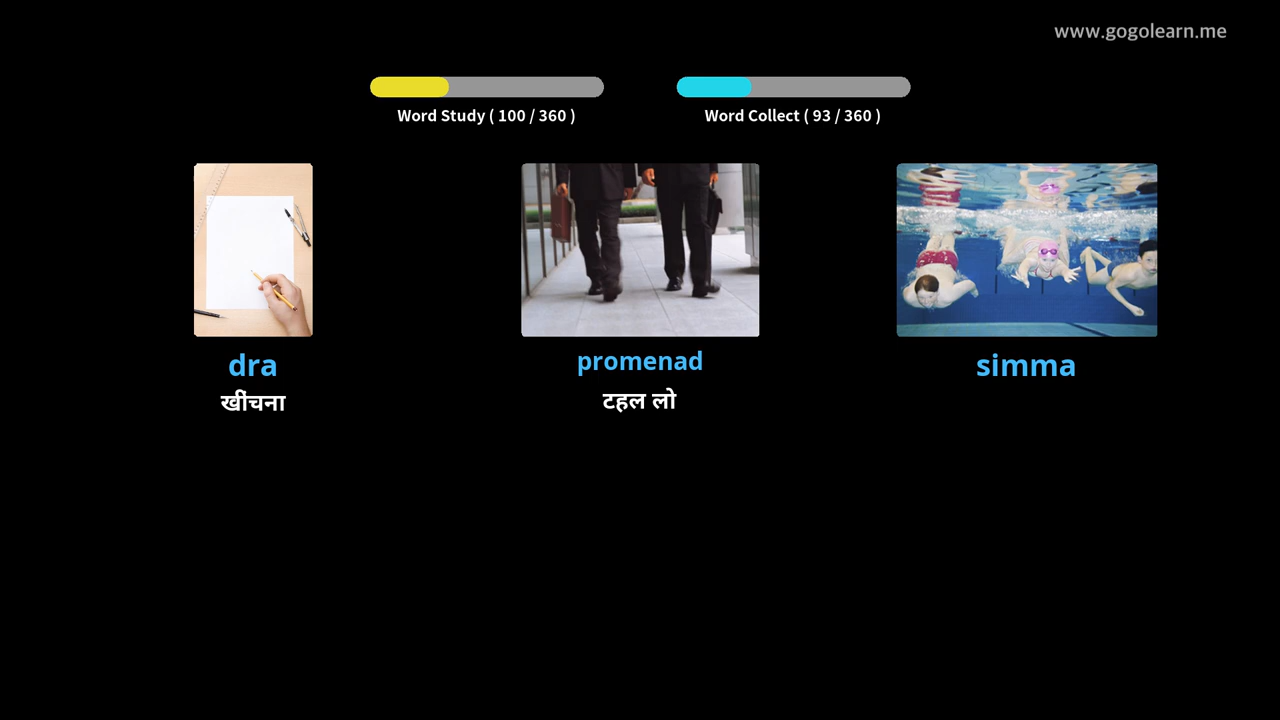 www.gogolearn.me
Word Study ( 100 / 360 )
Word Collect ( 93 / 360 )
dra
खींचना
promenad
टहल लो
simma